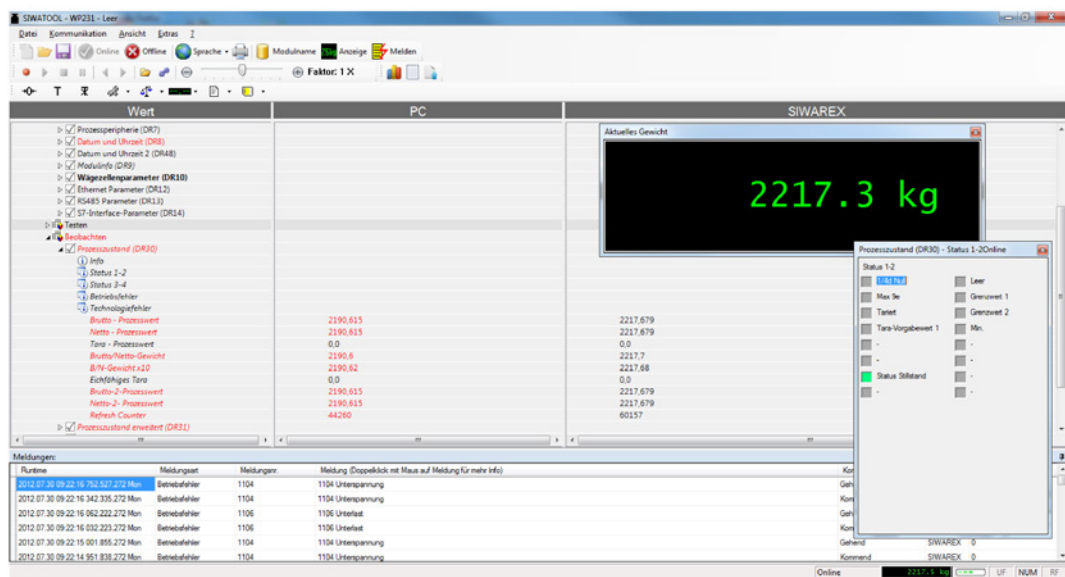 SIWATOOL - WP231 - Leer
Datei Kommunikation Ansicht Extras ?
Online Offline Sprache Modulname Anzeige Melden
Faktor: 1 X
T
Wert PC SIWAREX
Prozessperipherie (DR7)
Datum und Uhrzeit (DR8)
Datum und Uhrzeit 2 (DR48)
Modulinfo (DR9)
Wägezellenparameter (DR10)
Ethernet Parameter (DR12)
RS485 Parameter (DR13)
S7-Interface-Parameter (DR14)
Testen
Beobachten
Prozesszustand (DR30)
Info
Status 1-2
Status 3-4
Betriebsfehler
Technologiefehler
Brutto - Prozesswert 2190,615 2217,679
Netto - Prozesswert 2190,615 2217,679
Tara - Prozesswert 0,0 0,0
Brutto/Netto-Gewicht 2190,6 2217,7
B/N-Gewicht x10 2190,62 2217,68
Eichfähiges Tara 0,0 0,0
Brutto-2-Prozesswert 2190,615 2217,679
Netto-2- Prozesswert 2190,615 2217,679
Refresh Counter 44260 60157
Prozesszustand erweitert (DR31)
Aktuelles Gewicht
2217.3 kg
Prozesszustand (DR30) - Status 1-2Online
Status 1-2
1/4d Null Leer
Max 9e Grenzwert 1
Tariert Grenzwert 2
Tara-Vorgabewert 1 Min.
- -
- -
Status Stillstand -
- -
Meldungen:
Runtime Meldungsart Meldungsnr. Meldung (Doppelklick mit Maus auf Meldung für mehr Info) Kom
2012.07.30 09:22:16 752.527.272 Mon Betriebsfehler 1104 1104 Unterspannung Geh
2012.07.30 09:22:16 342.335.272 Mon Betriebsfehler 1104 1104 Unterspannung Kom
2012.07.30 09:22:16 062.222.272 Mon Betriebsfehler 1106 1106 Unterlast Geh
2012.07.30 09:22:16 032.223.272 Mon Betriebsfehler 1106 1106 Unterlast Kom
2012.07.30 09:22:15 001.855.272 Mon Betriebsfehler 1104 1104 Unterspannung Gehend SIWAREX 0
2012.07.30 09:22:14 951.838.272 Mon Betriebsfehler 1104 1104 Unterspannung Kommend SIWAREX 0
Online 2217.5 kg UF NUM RF